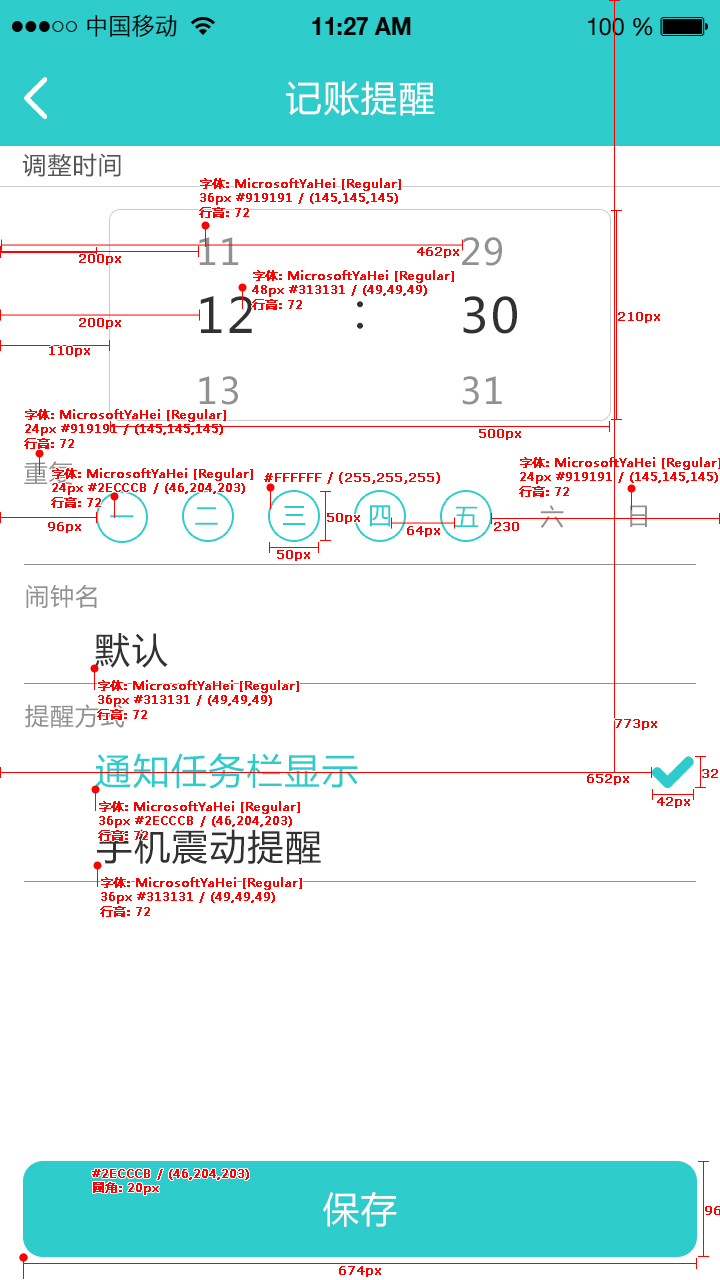 中国移动 11:27 AM 100 %
记账提醒
调整时间
字体: MicrosoftYaHei [Regular]
36px #919191 / (145,145,145)
行高: 72
11 29
200px 462px
字体: MicrosoftYaHei [Regular]
48px #313131 / (49,49,49)
行高: 72
12 : 30
200px 210px
110px
13 31
字体: MicrosoftYaHei [Regular]
24px #919191 / (145,145,145)
行高: 72
500px
重复
字体: MicrosoftYaHei [Regular]
24px #2ECCCB / (46,204,203)
行高: 72
#FFFFFF / (255,255,255)
字体: MicrosoftYaHei [Regular]
24px #919191 / (145,145,145)
行高: 72
一 二 三 四 五 六 日
96px 50px 64px 230
50px
闹钟名
默认
字体: MicrosoftYaHei [Regular]
36px #313131 / (49,49,49)
行高: 72
提醒方式
773px
通知任务栏显示
652px 32
42px
字体: MicrosoftYaHei [Regular]
36px #2ECCCB / (46,204,203)
行高: 72
手机震动提醒
字体: MicrosoftYaHei [Regular]
36px #313131 / (49,49,49)
行高: 72
#2ECCCB / (46,204,203)
圆角: 20px
保存
96
674px